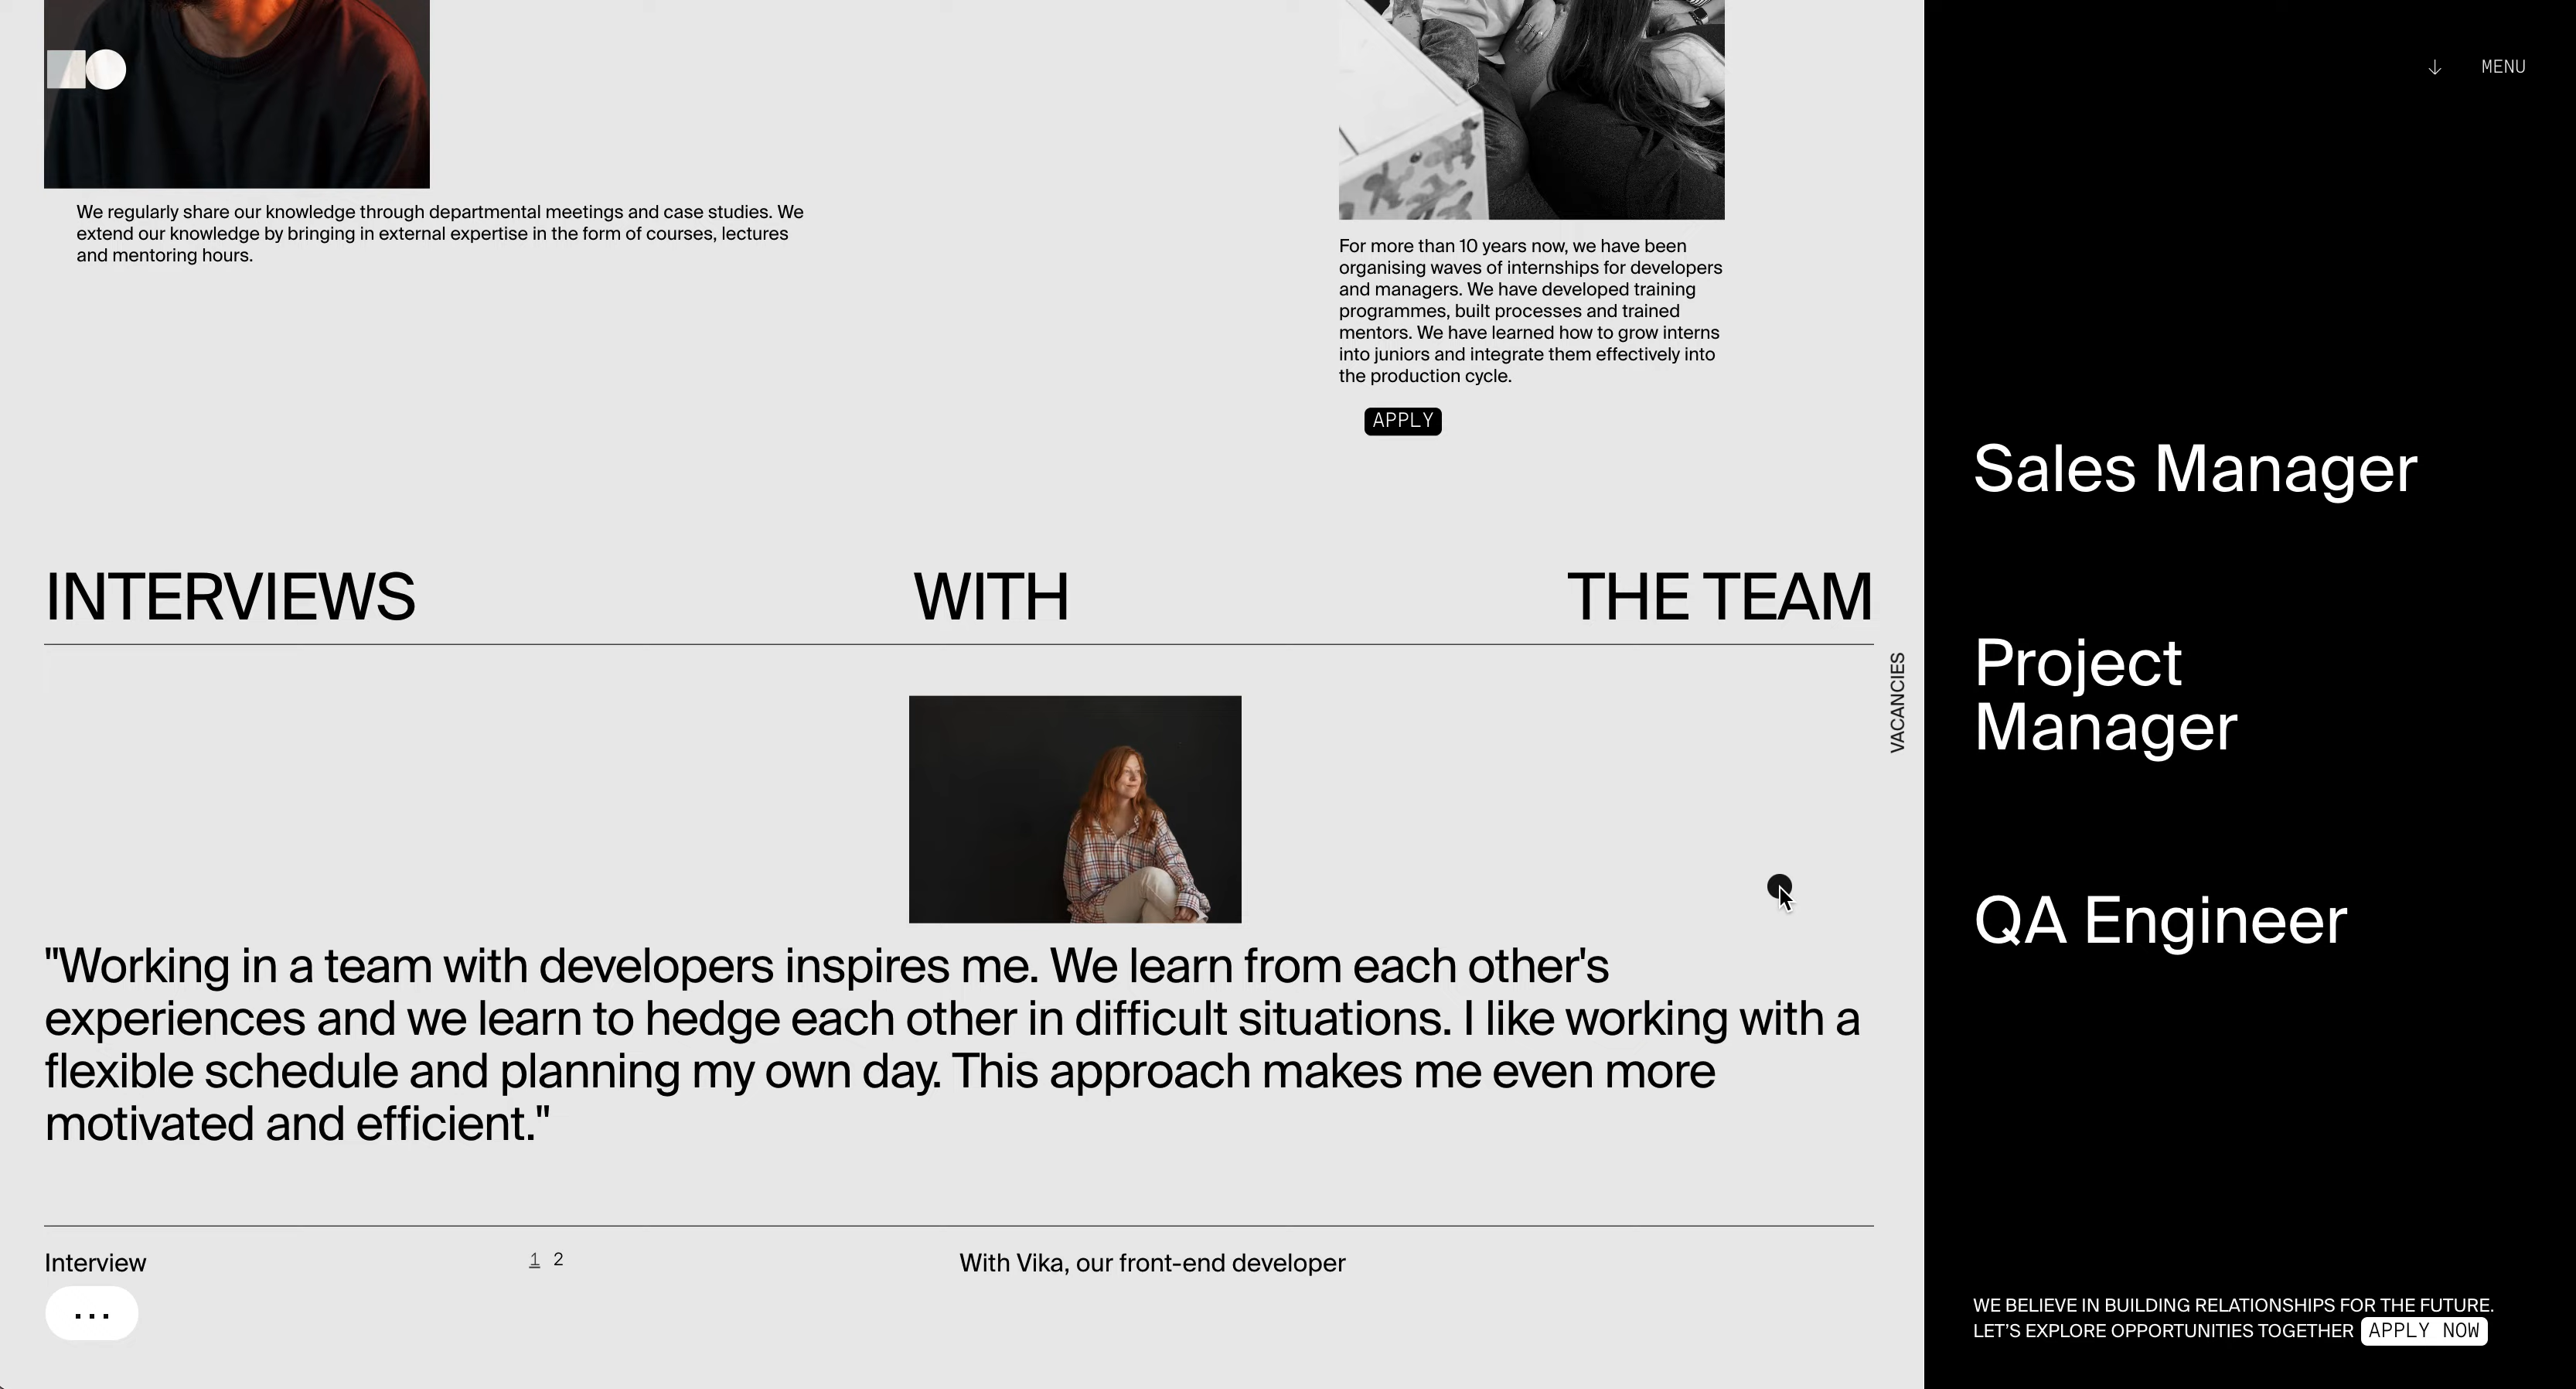 We regularly share our knowledge through departmental meetings and case studies. We
extend our knowledge by bringing in external expertise in the form of courses, lectures
and mentoring hours.
For more than 10 years now, we have been
organising waves of internships for developers
and managers. We have developed training
programmes, built processes and trained
mentors. We have learned how to grow interns
into juniors and integrate them effectively into
the production cycle.
APPLY
INTERVIEWS WITH THE TEAM
"Working in a team with developers inspires me. We learn from each other's
experiences and we learn to hedge each other in difficult situations. I like working with a
flexible schedule and planning my own day. This approach makes me even more
motivated and efficient."
Interview
1 2
With Vika, our front-end developer
...
VACANCIES
MENU
Sales Manager
Project
Manager
QA Engineer
WE BELIEVE IN BUILDING RELATIONSHIPS FOR THE FUTURE.
LET’S EXPLORE OPPORTUNITIES TOGETHER APPLY NOW